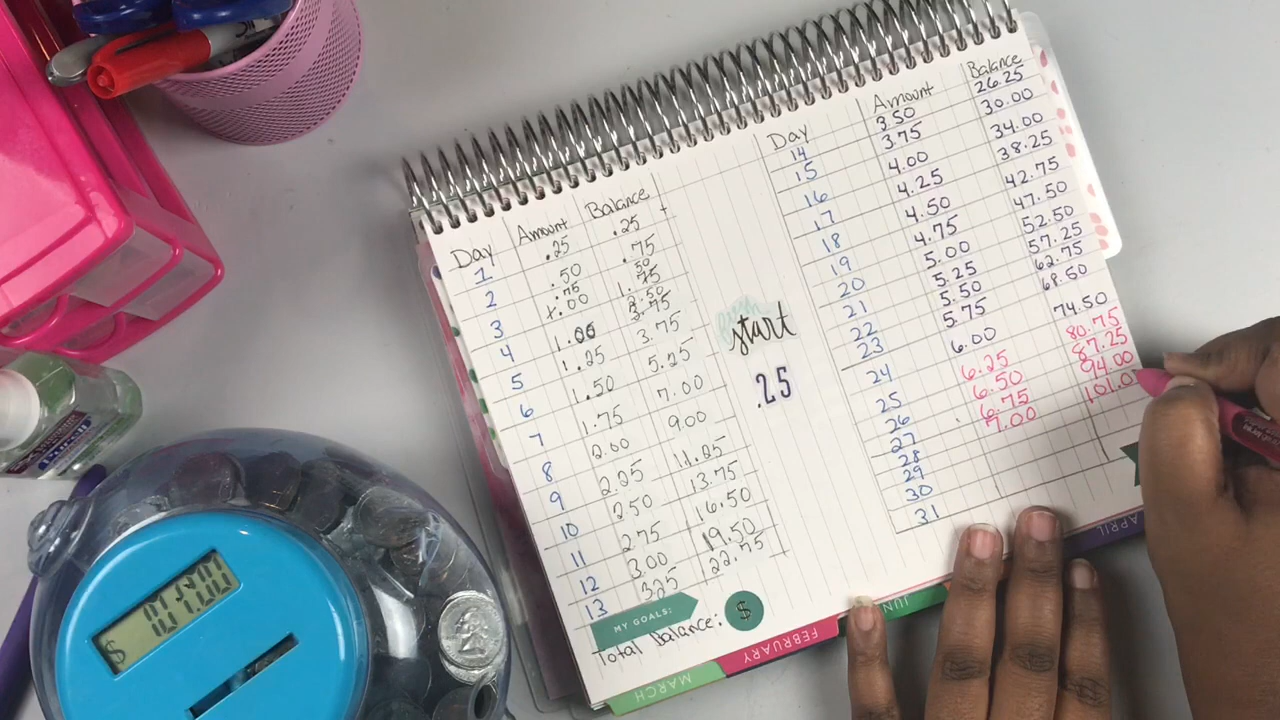 Day Amount Balance
1 .25 .25 +
2 .50 .75
3 .75 1.50
4 1.00 2.50
5 1.25 3.75
6 1.50 5.25
7 1.75 7.00
8 2.00 9.00
9 2.25 11.25
10 250 13.75
11 275 16.50
12 3.00 19.50
13 325 22.75
MY GOALS:
Total Balance: $
start
.25
Day Amount Balance
14 3.50 26.25
15 3.75 30.00
16 4.00 34.00
17 4.25 38.25
18 4.50 42.75
19 4.75 47.50
20 5.00 52.50
21 5.25 57.25
22 5.50 62.75
23 5.75 68.50
24 6.00 74.50
25 6.25 80.75
26 6.50 87.25
27 6.75 94.00
28 7.00 101.0
29
30
31
MARCH
FEBRUARY
JUN
APRIL
Purell
$